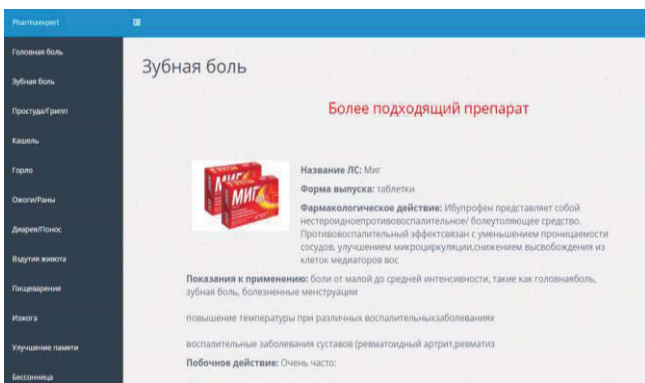 Pharmaexpert
Головная боль
Зубная боль
Простуда/Грипп
Кашель
Горло
Ожоги/Раны
Диарея/Понос
Вздутия живота
Пищеварение
Изжога
Улучшение памяти
Бессонница
Зубная боль
Более подходящий препарат
МИГ
МИГ
Название ЛС: Миг
Форма выпуска: таблетки
Фармакологическое действие: Ибупрофен представляет собой
нестероидноепротивовоспалительное/ болеутоляющее средство.
Противовоспалительный эффектсвязан с уменьшением проницаемости
сосудов, улучшением микроциркуляции,снижением высвобождения из
клеток медиаторов вос
Показания к применению: боли от малой до средней интенсивности, такие как головнаяболь,
зубная боль, болезненные менструации
повышение температуры при различных воспалительныхзаболеваниях
воспалительные заболевания суставов (ревматоидный артрит,ревматиз
Побочное действие: Очень часто: